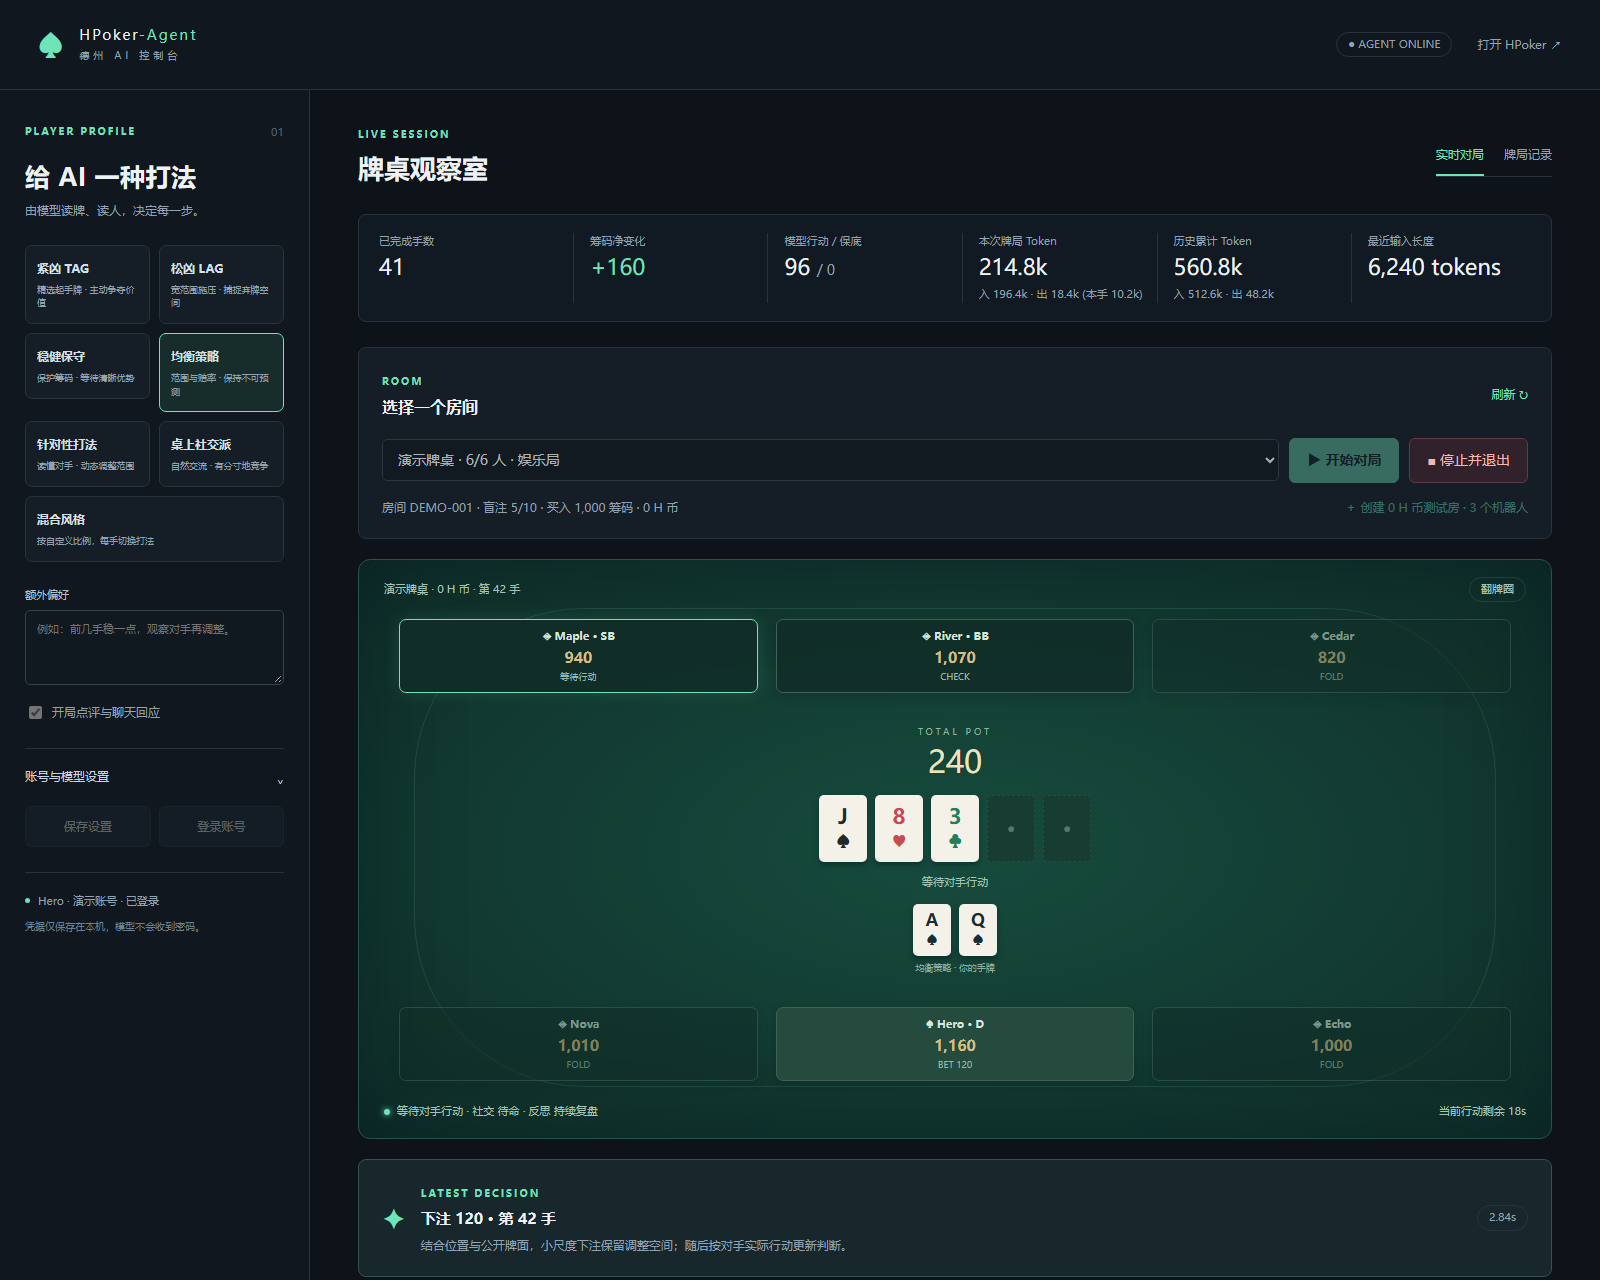 HPoker-Agent
德州 AI 控制台
● AGENT ONLINE
打开 HPoker ↗
PLAYER PROFILE
01
给 AI 一种打法
由模型读牌、读人，决定每一步。
紧凶 TAG
精选起手牌 · 主动争夺价值
松凶 LAG
宽范围施压 · 捕捉弃牌空间
稳健保守
保护筹码 · 等待清晰优势
均衡策略
范围与赔率 · 保持不可预测
针对性打法
读懂对手 · 动态调整范围
桌上社交派
自然交流 · 有分寸地竞争
混合风格
按自定义比例，每手切换打法
额外偏好
例如：前几手稳一点，观察对手再调整。
开局点评与聊天回应
账号与模型设置
保存设置
登录账号
Hero · 演示账号 · 已登录
凭据仅保存在本机，模型不会收到密码。
LIVE SESSION
牌桌观察室
实时对局
牌局记录
已完成手数
41
筹码净变化
+160
模型行动 / 保底
96 / 0
本次牌局 Token
214.8k
入 196.4k · 出 18.4k (本手 10.2k)
历史累计 Token
560.8k
入 512.6k · 出 48.2k
最近输入长度
6,240 tokens
ROOM
选择一个房间
刷新 ↻
演示牌桌 · 6/6 人 · 娱乐局
▶ 开始对局
■ 停止并退出
房间 DEMO-001 · 盲注 5/10 · 买入 1,000 筹码 · 0 H 币
+ 创建 0 H 币测试房 · 3 个机器人
演示牌桌 · 0 H 币 · 第 42 手
翻牌圈
◈ Maple • SB
940
等待行动
◈ River • BB
1,070
CHECK
◈ Cedar
820
FOLD
TOTAL POT
240
J ♠
8 ♥
3 ♣
等待对手行动
A ♠
Q ♠
均衡策略 · 你的手牌
◈ Nova
1,010
FOLD
♠ Hero • D
1,160
BET 120
◈ Echo
1,000
FOLD
等待对手行动 · 社交 待命 · 反思 持续复盘
当前行动剩余 18s
LATEST DECISION
下注 120 • 第 42 手
结合位置与公开牌面，小尺度下注保留调整空间；随后按对手实际行动更新判断。
2.84s